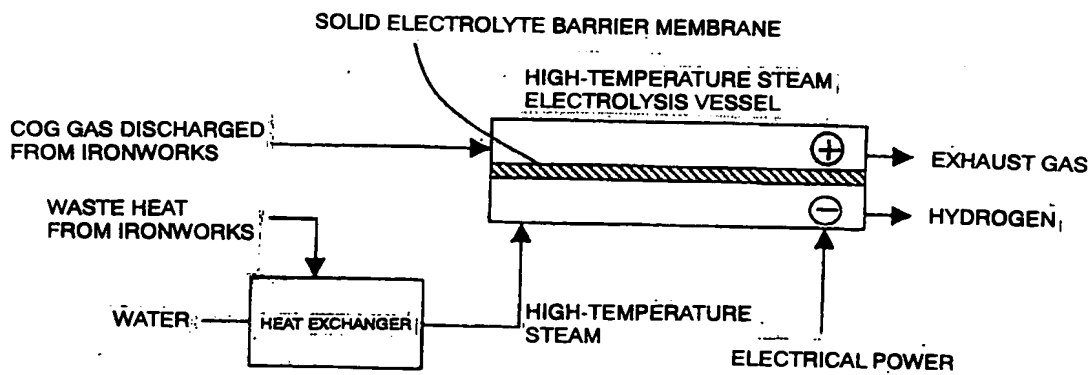 SOLID ELECTROLYTE BARRIER MEMBRANE
HIGH-TEMPERATURE STEAM
ELECTROLYSIS VESSEL
COG GAS DISCHARGED
FROM IRONWORKS
+
EXHAUST GAS
WASTE HEAT
FROM IRONWORKS
−
HYDROGEN
WATER
HEAT EXCHANGER
HIGH-TEMPERATURE
STEAM
ELECTRICAL POWER